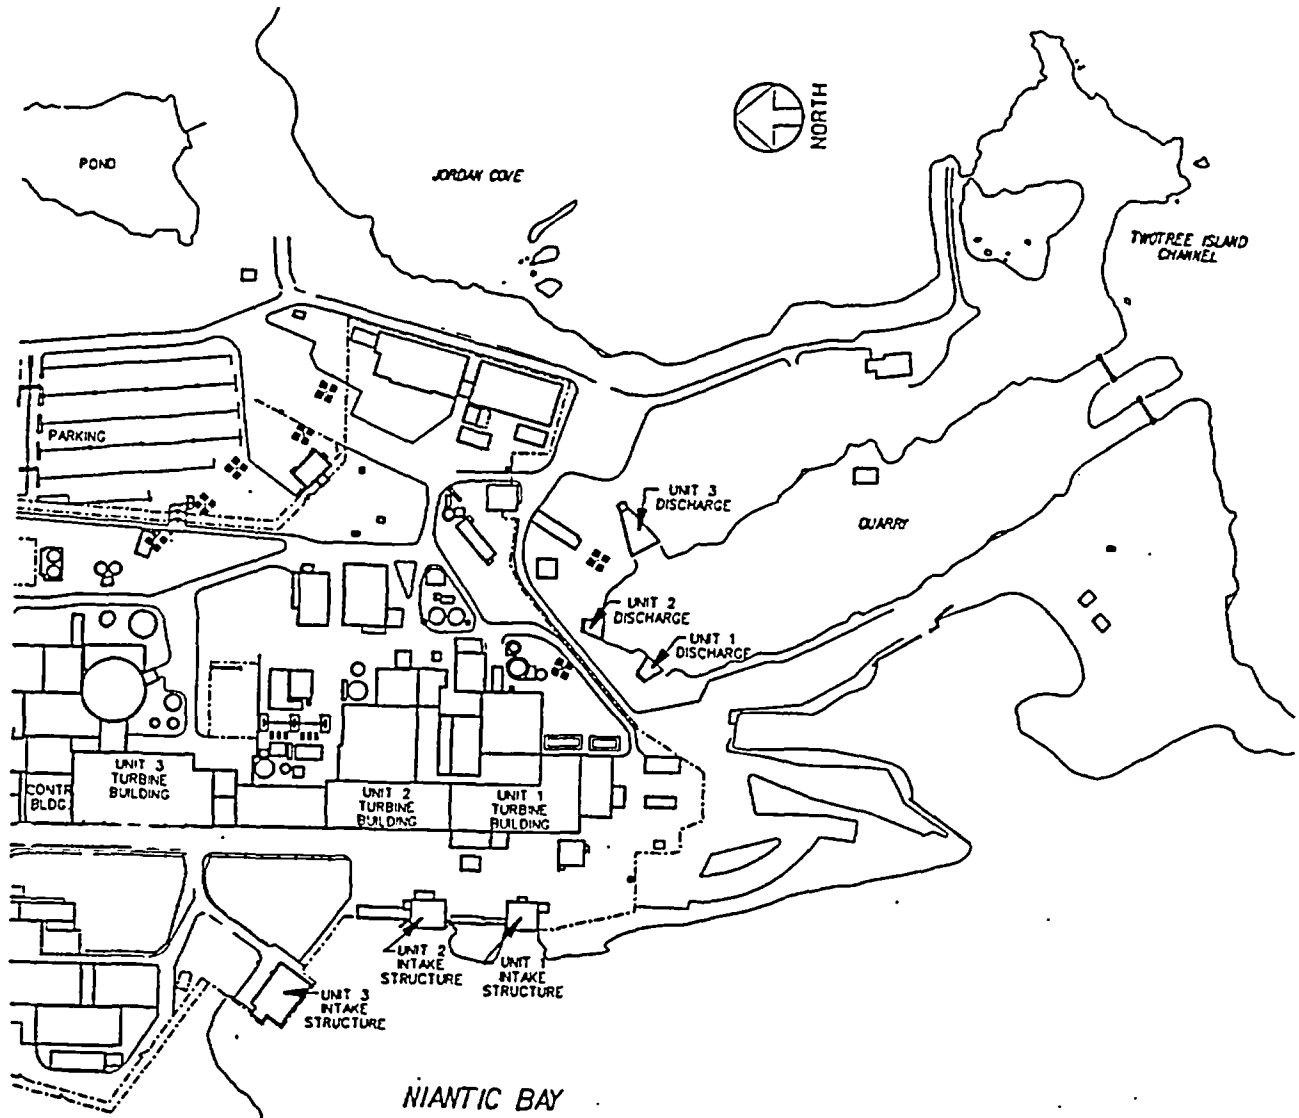 NORTH
POND
JORDAN COVE
TWOTREE ISLAND
CHANNEL
PARKING
UNIT 3
DISCHARGE
QUARRY
UNIT 2
DISCHARGE
UNIT 1
DISCHARGE
UNIT 3
TURBINE
BUILDING
CONTR
BLDG.
UNIT 2
TURBINE
BUILDING
UNIT 1
TURBINE
BUILDING
UNIT 2
INTAKE
STRUCTURE
UNIT 1
INTAKE
STRUCTURE
UNIT 3
INTAKE
STRUCTURE
NIANTIC BAY